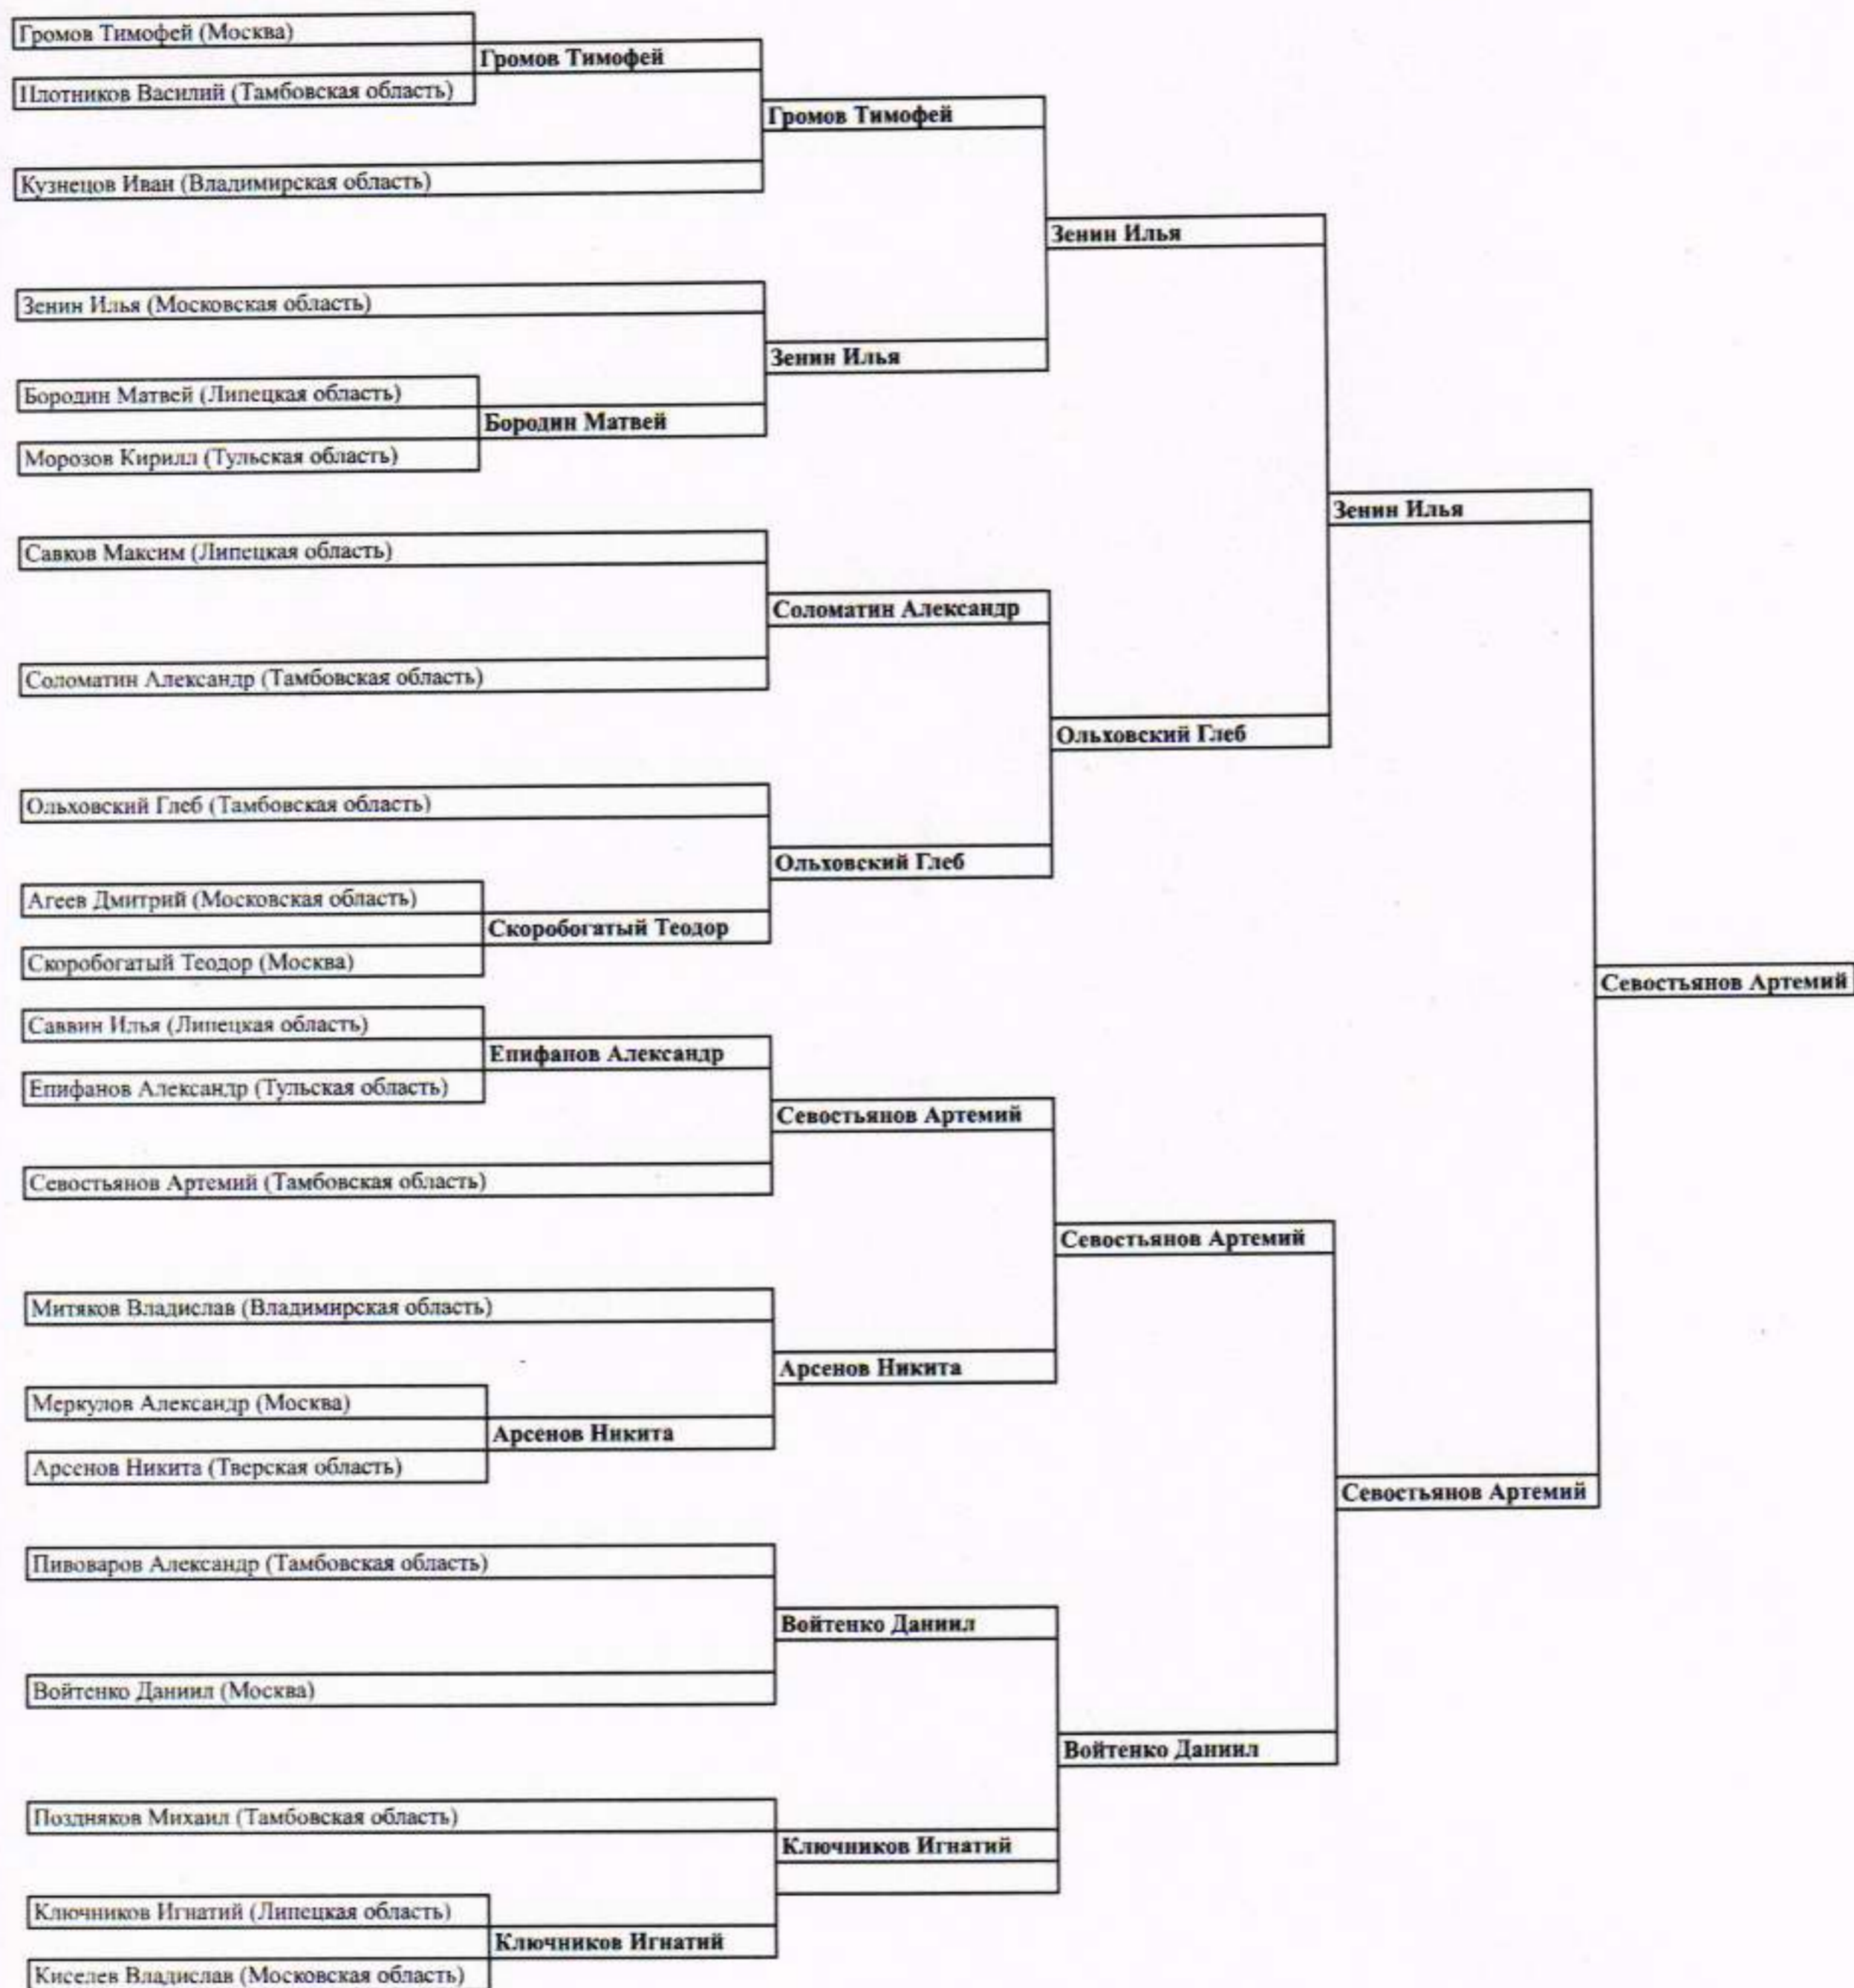 Громов Тимофей (Москва)
Громов Тимофей
Плотников Василий (Тамбовская область)
Громов Тимофей
Кузнецов Иван (Владимирская область)
Зенин Илья
Зенин Илья (Московская область)
Зенин Илья
Бородин Матвей (Липецкая область)
Бородин Матвей
Морозов Кирилл (Тульская область)
Зенин Илья
Савков Максим (Липецкая область)
Соломатин Александр
Соломатин Александр (Тамбовская область)
Ольховский Глеб
Ольховский Глеб (Тамбовская область)
Ольховский Глеб
Агеев Дмитрий (Московская область)
Скоробогатый Теодор
Скоробогатый Теодор (Москва)
Севостьянов Артемий
Саввин Илья (Липецкая область)
Епифанов Александр
Епифанов Александр (Тульская область)
Севостьянов Артемий
Севостьянов Артемий (Тамбовская область)
Севостьянов Артемий
Митяков Владислав (Владимирская область)
Арсенов Никита
Меркулов Александр (Москва)
Арсенов Никита
Арсенов Никита (Тверская область)
Севостьянов Артемий
Пивоваров Александр (Тамбовская область)
Войтенко Даниил
Войтенко Даниил (Москва)
Войтенко Даниил
Поздняков Михаил (Тамбовская область)
Ключников Игнатий
Ключников Игнатий (Липецкая область)
Ключников Игнатий
Киселев Владислав (Московская область)